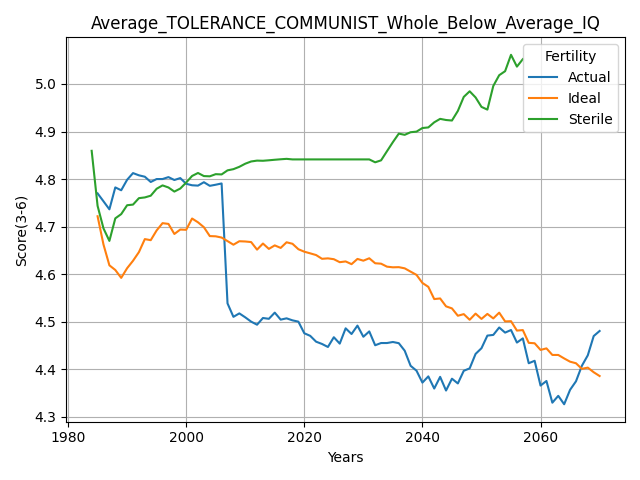 Average_TOLERANCE_COMMUNIST_Whole_Below_Average_IQ
Fertility
Actual
Ideal
Sterile
Score(3-6)
5.0
4.9
4.8
4.7
4.6
4.5
4.4
4.3
1980
2000
2020
2040
2060
Years